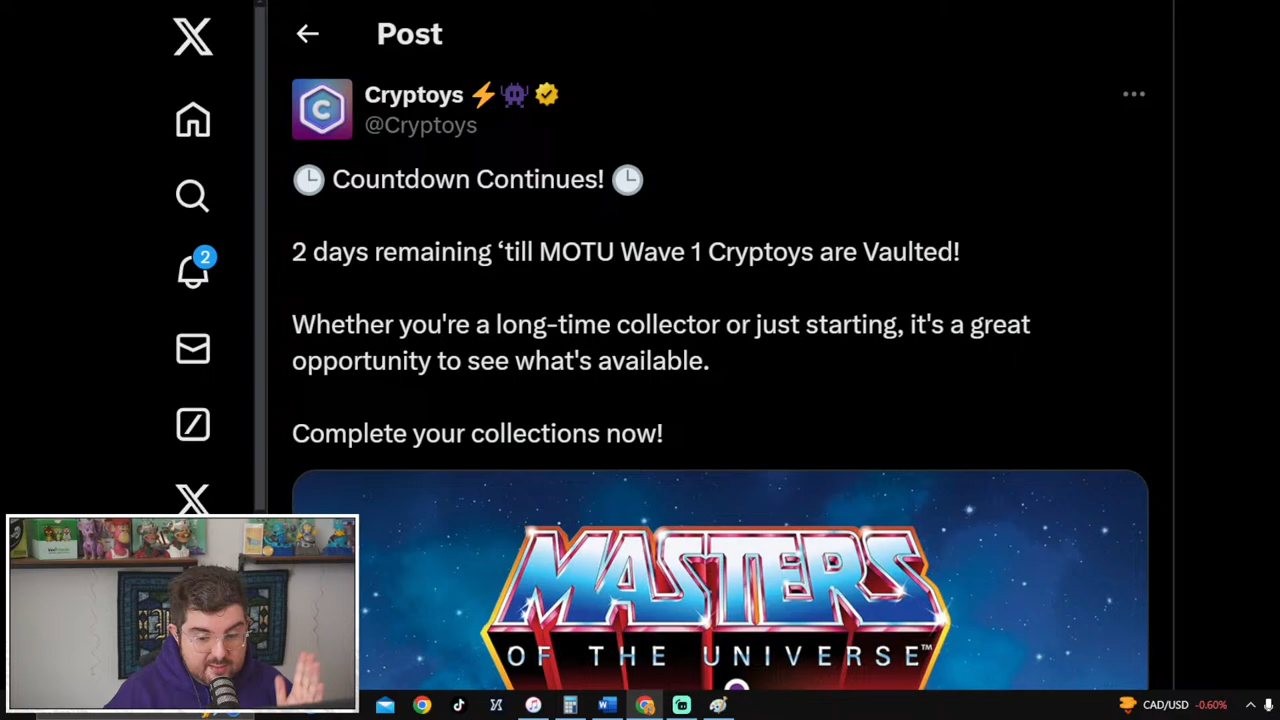 Post
Cryptoys
@Cryptoys
Countdown Continues!
2 days remaining ‘till MOTU Wave 1 Cryptoys are Vaulted!
Whether you're a long-time collector or just starting, it's a great
opportunity to see what's available.
Complete your collections now!
2
MASTERS
OF THE UNIVERSE™
CAD/USD -0.60%